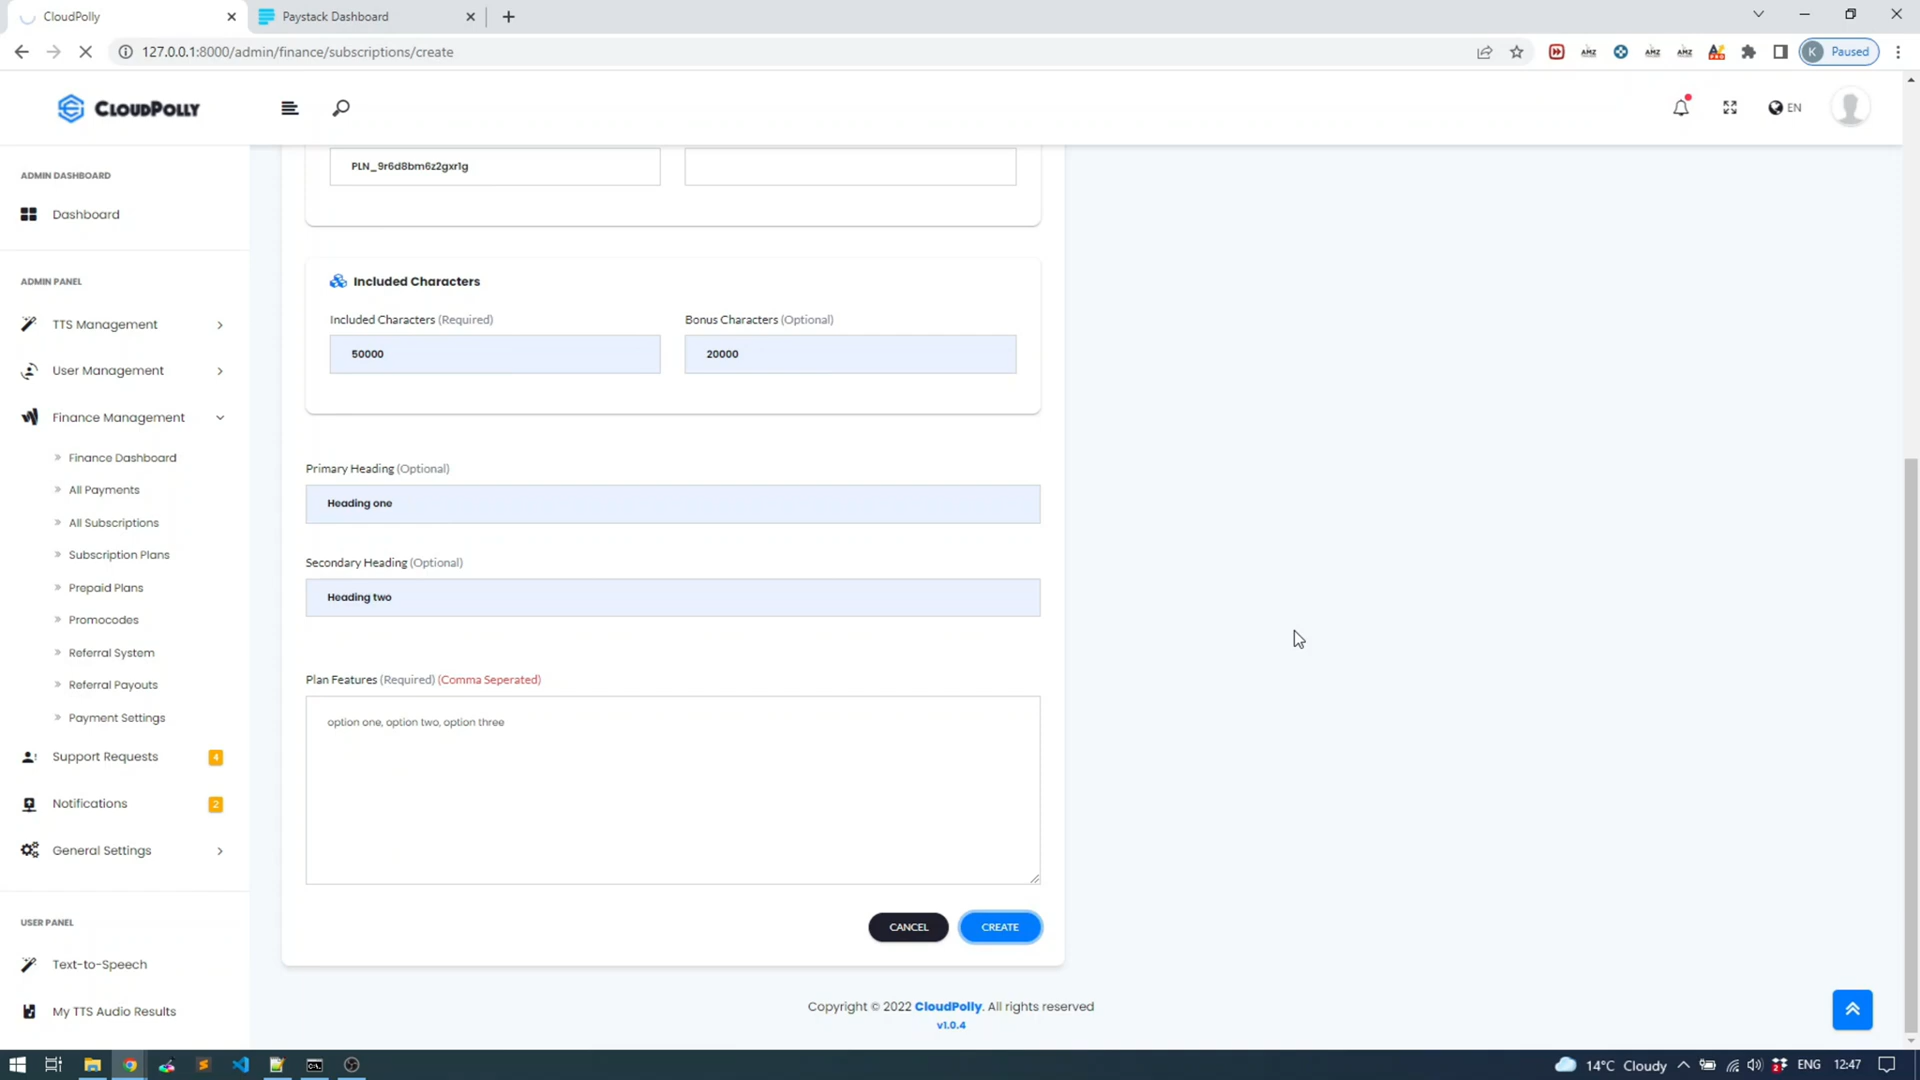 CloudPolly
Paystack Dashboard
127.0.0.1:8000/admin/finance/subscriptions/create
AMZ
AMZ
AMZ
PRO
K
Paused
CLOUDPOLLY
EN
ADMIN DASHBOARD
Dashboard
ADMIN PANEL
TTS Management
User Management
Finance Management
Finance Dashboard
All Payments
All Subscriptions
Subscription Plans
Prepaid Plans
Promocodes
Referral System
Referral Payouts
Payment Settings
Support Requests
4
Notifications
2
General Settings
USER PANEL
Text-to-Speech
My TTS Audio Results
PLN_9r6d8bm6z2gxr1g
Included Characters
Included Characters (Required)
Bonus Characters (Optional)
50000
20000
Primary Heading (Optional)
Heading one
Secondary Heading (Optional)
Heading two
Plan Features (Required) (Comma Seperated)
option one, option two, option three
CANCEL
CREATE
Copyright © 2022 CloudPolly. All rights reserved
v1.0.4
14°C Cloudy
ENG
12:47